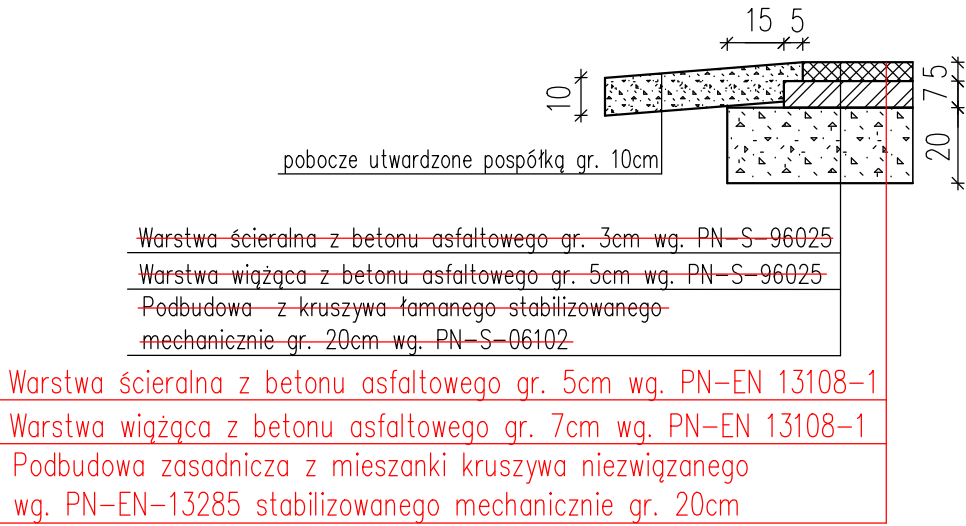 15 5
10
5
7
20
pobocze utwardzone pospółką gr. 10cm
Warstwa ścieralna z betonu asfaltowego gr. 3cm wg. PN-S-96025
Warstwa wiążąca z betonu asfaltowego gr. 5cm wg. PN-S-96025
Podbudowa z kruszywa łamanego stabilizowanego
mechanicznie gr. 20cm wg. PN-S-06102
Warstwa ścieralna z betonu asfaltowego gr. 5cm wg. PN-EN 13108-1
Warstwa wiążąca z betonu asfaltowego gr. 7cm wg. PN-EN 13108-1
Podbudowa zasadnicza z mieszanki kruszywa niezwiązanego
wg. PN-EN-13285 stabilizowanego mechanicznie gr. 20cm